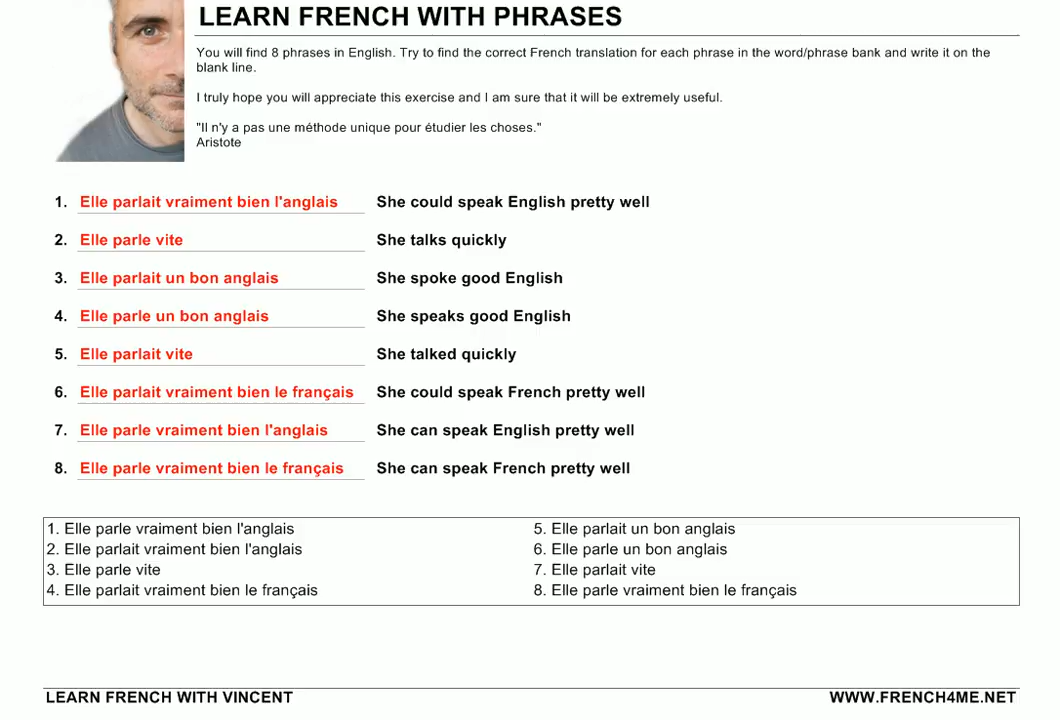 LEARN FRENCH WITH PHRASES
You will find 8 phrases in English. Try to find the correct French translation for each phrase in the word/phrase bank and write it on the
blank line.
I truly hope you will appreciate this exercise and I am sure that it will be extremely useful.
"Il n'y a pas une méthode unique pour étudier les choses."
Aristote
1. Elle parlait vraiment bien l'anglais She could speak English pretty well
2. Elle parle vite She talks quickly
3. Elle parlait un bon anglais She spoke good English
4. Elle parle un bon anglais She speaks good English
5. Elle parlait vite She talked quickly
6. Elle parlait vraiment bien le français She could speak French pretty well
7. Elle parle vraiment bien l'anglais She can speak English pretty well
8. Elle parle vraiment bien le français She can speak French pretty well
1. Elle parle vraiment bien l'anglais
2. Elle parlait vraiment bien l'anglais
3. Elle parle vite
4. Elle parlait vraiment bien le français
5. Elle parlait un bon anglais
6. Elle parle un bon anglais
7. Elle parlait vite
8. Elle parle vraiment bien le français
LEARN FRENCH WITH VINCENT WWW.FRENCH4ME.NET